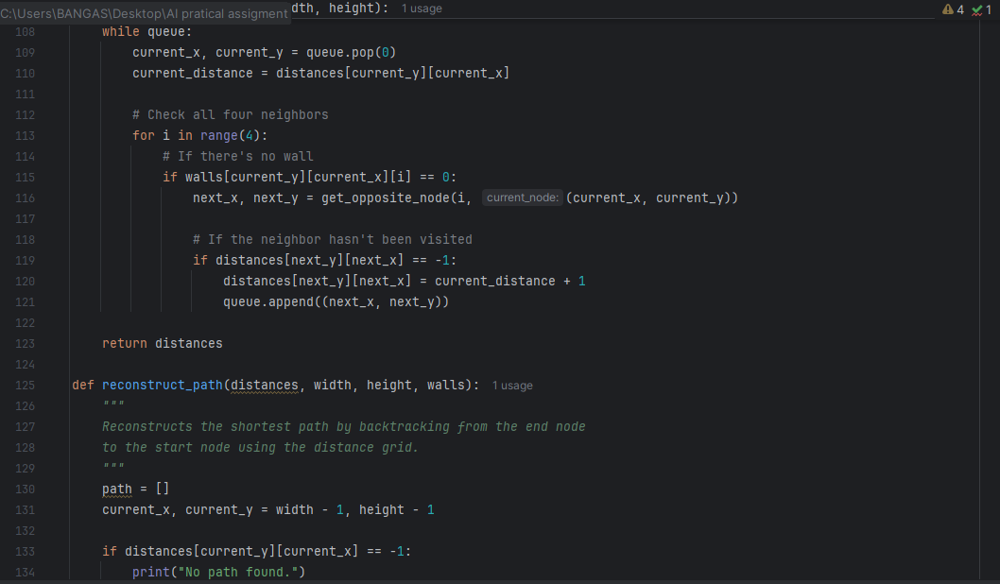 C:\Users\BANGAS\Desktop\AI pratical assigment
dth, height): 1 usage
4 1
108 while queue:
109 current_x, current_y = queue.pop(0)
110 current_distance = distances[current_y][current_x]
111
112 # Check all four neighbors
113 for i in range(4):
114 # If there's no wall
115 if walls[current_y][current_x][i] == 0:
116 next_x, next_y = get_opposite_node(i, current_node: (current_x, current_y))
117
118 # If the neighbor hasn't been visited
119 if distances[next_y][next_x] == -1:
120 distances[next_y][next_x] = current_distance + 1
121 queue.append((next_x, next_y))
122
123 return distances
124
125 def reconstruct_path(distances, width, height, walls): 1 usage
126 """
127 Reconstructs the shortest path by backtracking from the end node
128 to the start node using the distance grid.
129 """
130 path = []
131 current_x, current_y = width - 1, height - 1
132
133 if distances[current_y][current_x] == -1:
134 print("No path found.")